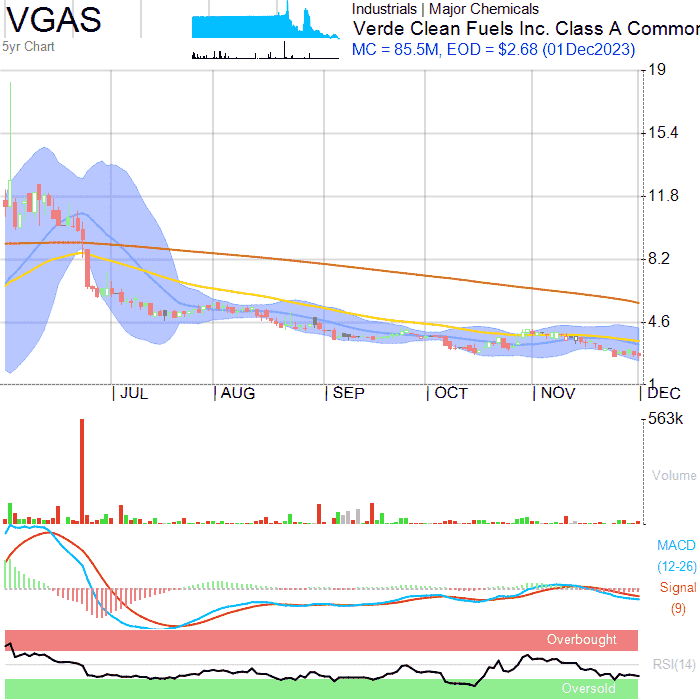 VGAS
5yr Chart
Industrials | Major Chemicals
Verde Clean Fuels Inc. Class A Common
MC = 85.5M, EOD = $2.68 (01Dec2023)
19
15.4
11.8
8.2
4.6
1
JUL AUG SEP OCT NOV DEC
563k
Volume
MACD
(12-26)
Signal
(9)
Overbought
RSI(14)
Oversold